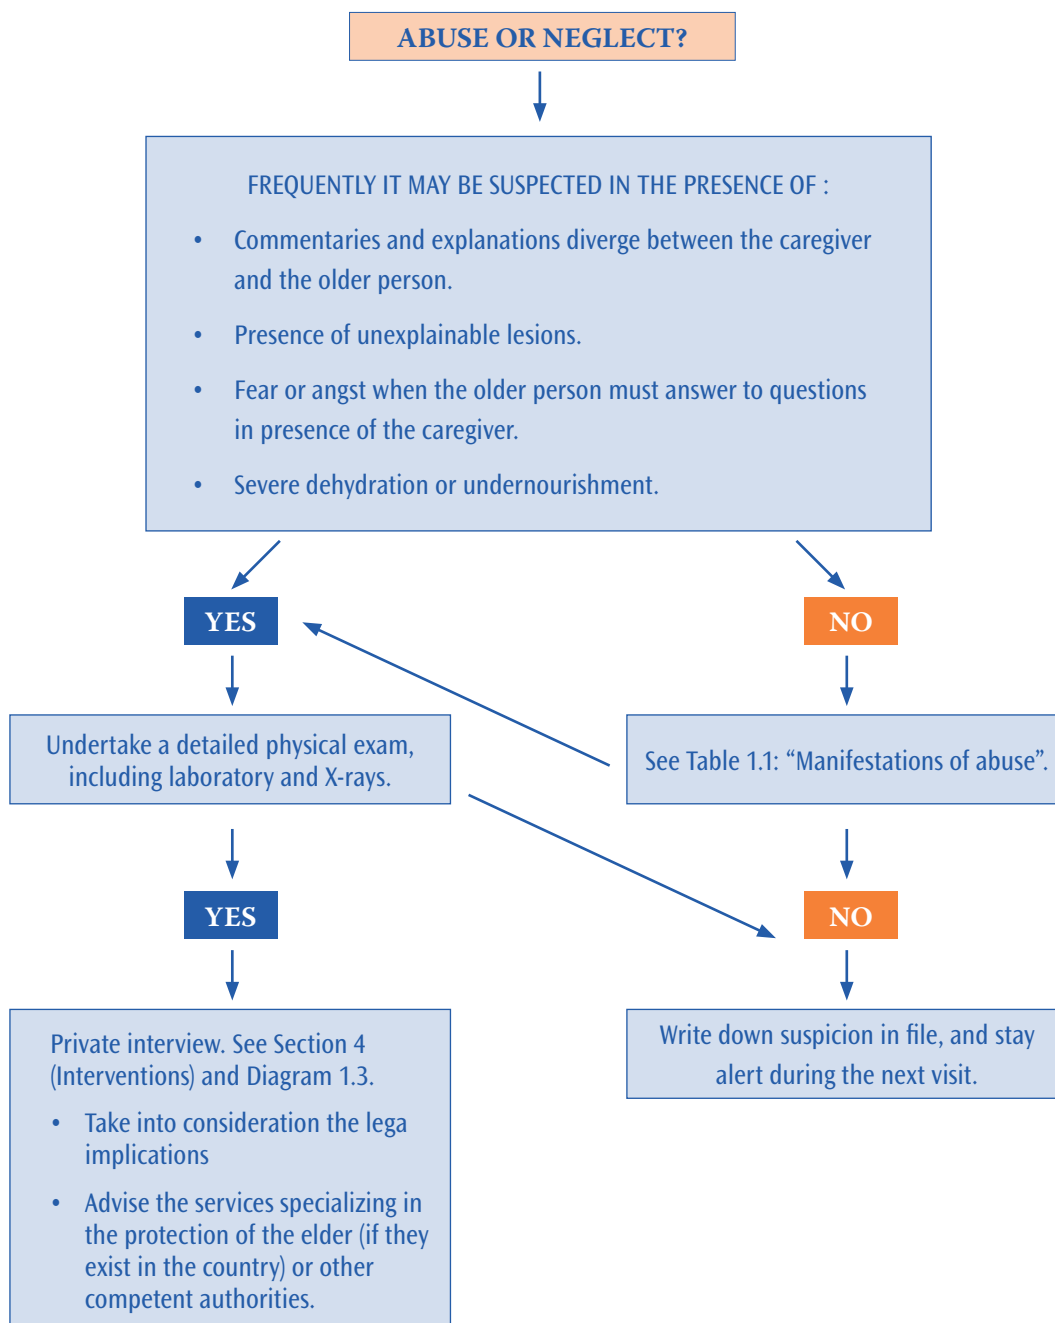 ABUSE OR NEGLECT?
FREQUENTLY IT MAY BE SUSPECTED IN THE PRESENCE OF :
• Commentaries and explanations diverge between the caregiver
and the older person.
• Presence of unexplainable lesions.
• Fear or angst when the older person must answer to questions
in presence of the caregiver.
• Severe dehydration or undernourishment.
YES
NO
Undertake a detailed physical exam,
including laboratory and X-rays.
See Table 1.1: “Manifestations of abuse”.
YES
NO
Private interview. See Section 4
(Interventions) and Diagram 1.3.
• Take into consideration the lega
implications
• Advise the services specializing in
the protection of the elder (if they
exist in the country) or other
competent authorities.
Write down suspicion in file, and stay
alert during the next visit.